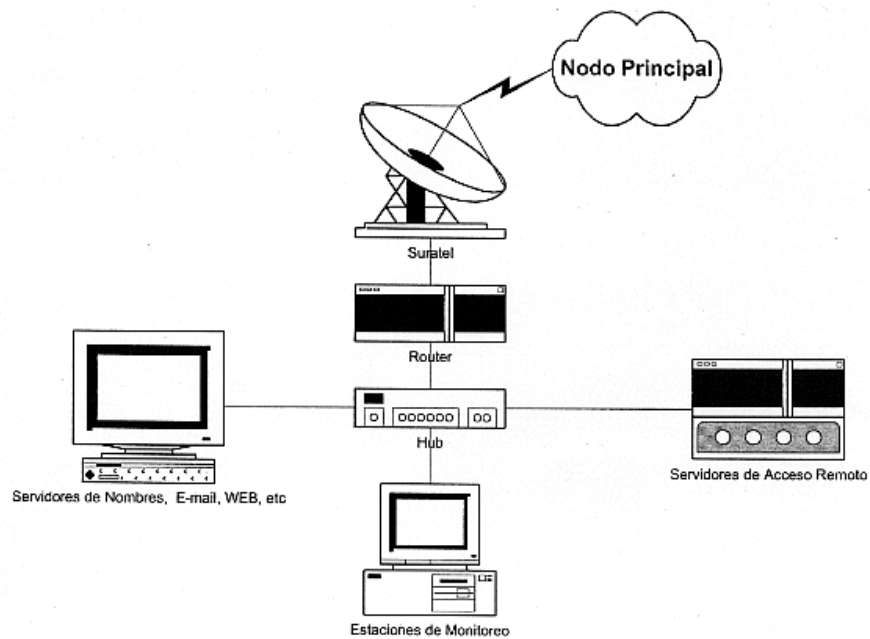 Nodo Principal
Suratel
Router
Hub
Servidores de Nombres, E-mail, WEB, etc
Servidores de Acceso Remoto
Estaciones de Monitoreo